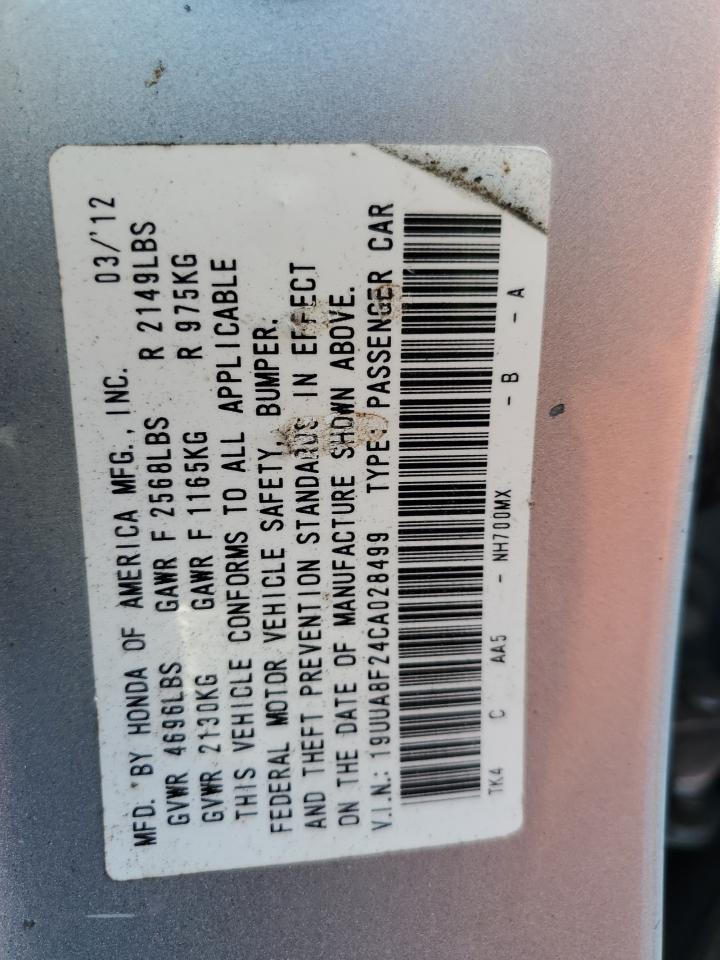 MFD. BY HONDA OF AMERICA MFG., INC. 03/'12
GVWR 4696LBS GAWR F 2568LBS R 2149LBS
GVWR 2130KG GAWR F 1165KG R 975KG
THIS VEHICLE CONFORMS TO ALL APPLICABLE
FEDERAL MOTOR VEHICLE SAFETY, BUMPER,
AND THEFT PREVENTION STANDARDS IN EFFECT
ON THE DATE OF MANUFACTURE SHOWN ABOVE.
V.I.N.: 19UUA8F24CA028499 TYPE: PASSENGER CAR
TK4 C AA5 - NH700MX - B - A